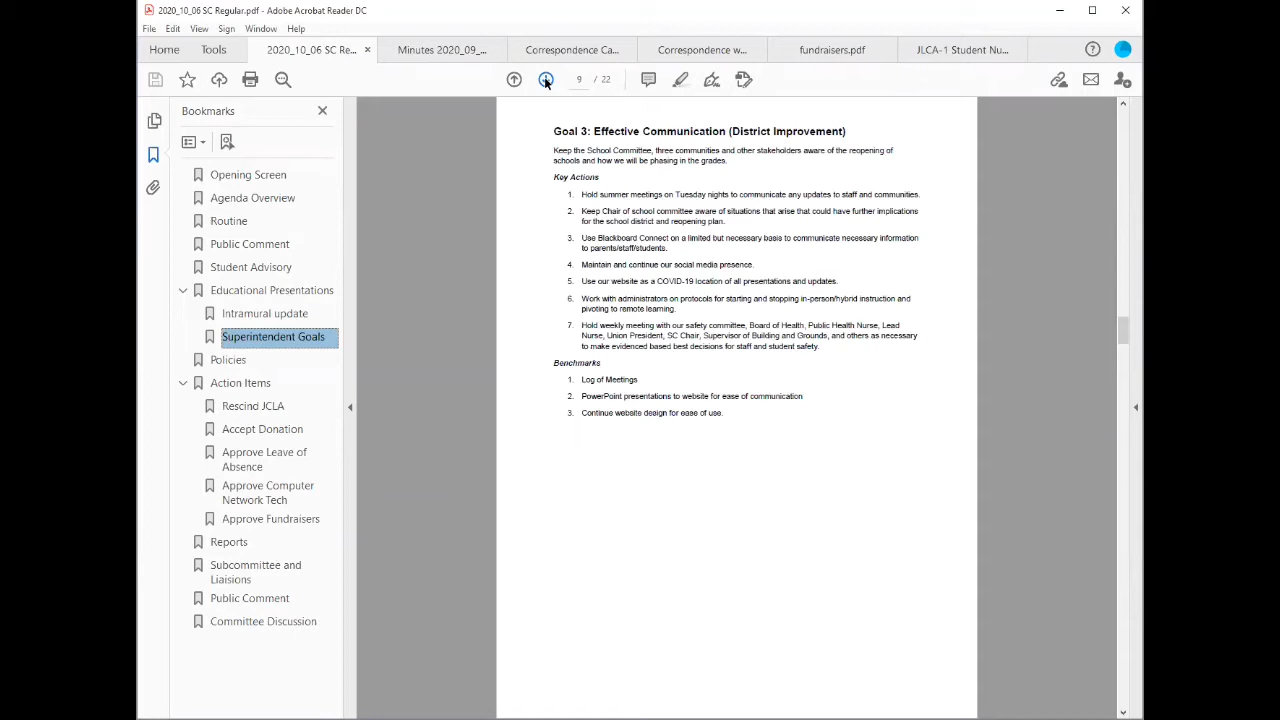 2020_10_06 SC Regular.pdf - Adobe Acrobat Reader DC
File Edit View Sign Window Help
Home Tools 2020_10_06 SC Re... × Minutes 2020_09_... Correspondence Ca... Correspondence w... fundraisers.pdf JLCA-1 Student Nu...
9 / 22
Bookmarks
Opening Screen
Agenda Overview
Routine
Public Comment
Student Advisory
Educational Presentations
Intramural update
Superintendent Goals
Policies
Action Items
Rescind JCLA
Accept Donation
Approve Leave of
Absence
Approve Computer
Network Tech
Approve Fundraisers
Reports
Subcommittee and
Liaisions
Public Comment
Committee Discussion
Goal 3: Effective Communication (District Improvement)
Keep the School Committee, three communities and other stakeholders aware of the reopening of
schools and how we will be phasing in the grades.
Key Actions
1. Hold summer meetings on Tuesday nights to communicate any updates to staff and communities.
2. Keep Chair of school committee aware of situations that arise that could have further implications
for the school district and reopening plan.
3. Use Blackboard Connect on a limited but necessary basis to communicate necessary information
to parents/staff/students.
4. Maintain and continue our social media presence.
5. Use our website as a COVID-19 location of all presentations and updates.
6. Work with administrators on protocols for starting and stopping in-person/hybrid instruction and
pivoting to remote learning.
7. Hold weekly meeting with our safety committee, Board of Health, Public Health Nurse, Lead
Nurse, Union President, SC Chair, Supervisor of Building and Grounds, and others as necessary
to make evidenced based best decisions for staff and student safety.
Benchmarks
1. Log of Meetings
2. PowerPoint presentations to website for ease of communication
3. Continue website design for ease of use.